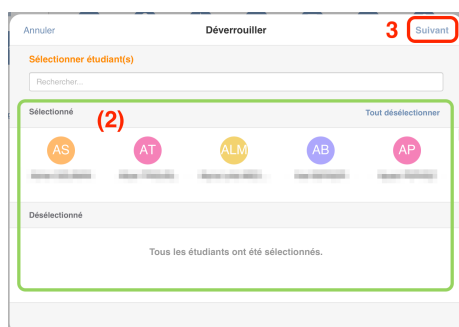 Annuler Déverrouiller 3 Suivant
Sélectionner étudiant(s)
Rechercher...
Sélectionné (2) Tout désélectionner
AS AT ALM AB AP
Désélectionné
Tous les étudiants ont été sélectionnés.